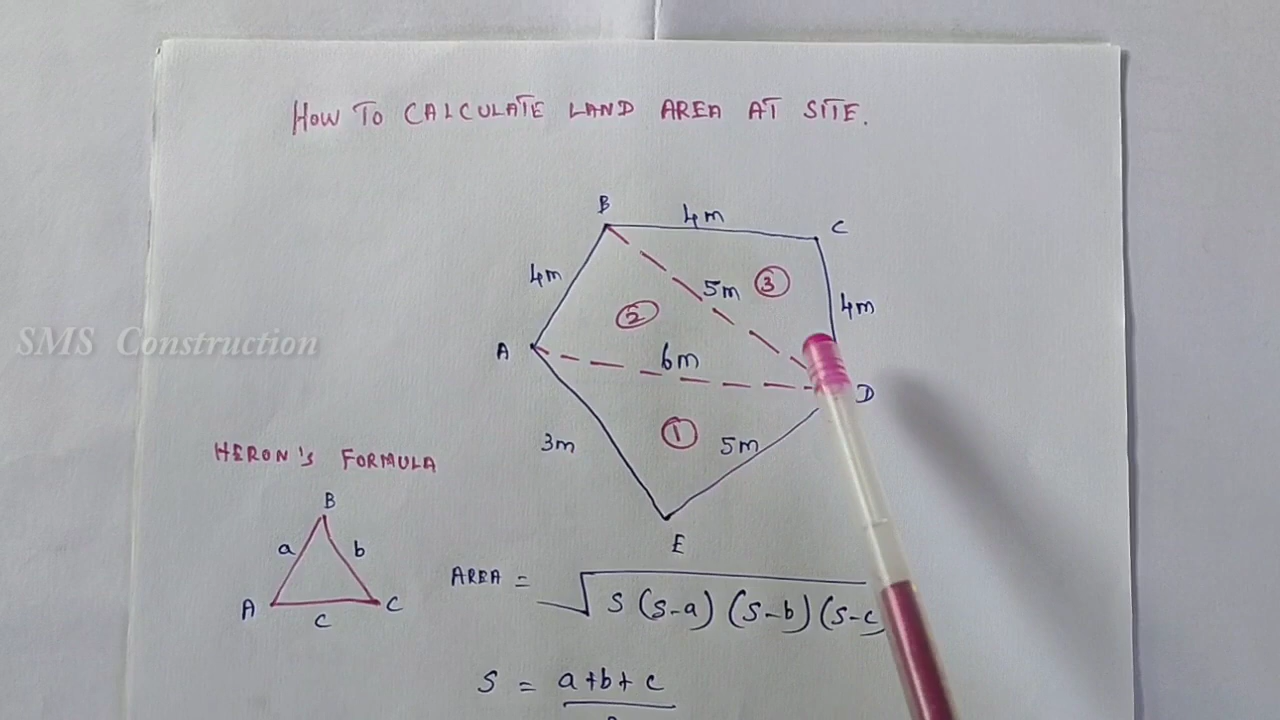 HOW TO CALCULATE LAND AREA AT SITE.
B
4m
C
4m
5m
③
4m
②
SMS Construction
A
6m
D
①
3m
5m
HERON'S FORMULA
B
E
a
b
AREA = √S(S-a)(S-b)(S-c
A
C
c
S = a+b+c